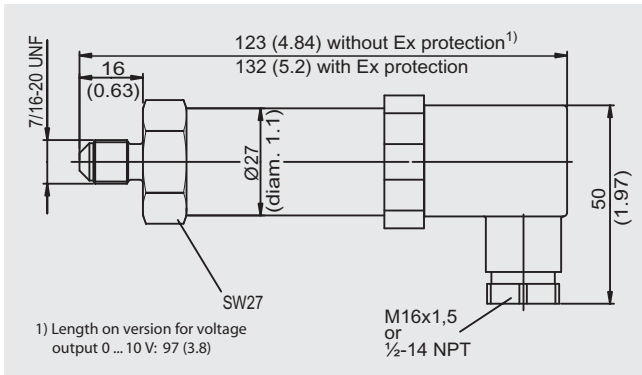 123 (4.84) without Ex protection1)
132 (5.2) with Ex protection
16
(0.63)
7/16-20 UNF
Ø27
(diam. 1.1)
50
(1.97)
SW27
M16x1,5
or
½-14 NPT
1) Length on version for voltage
output 0 ... 10 V: 97 (3.8)